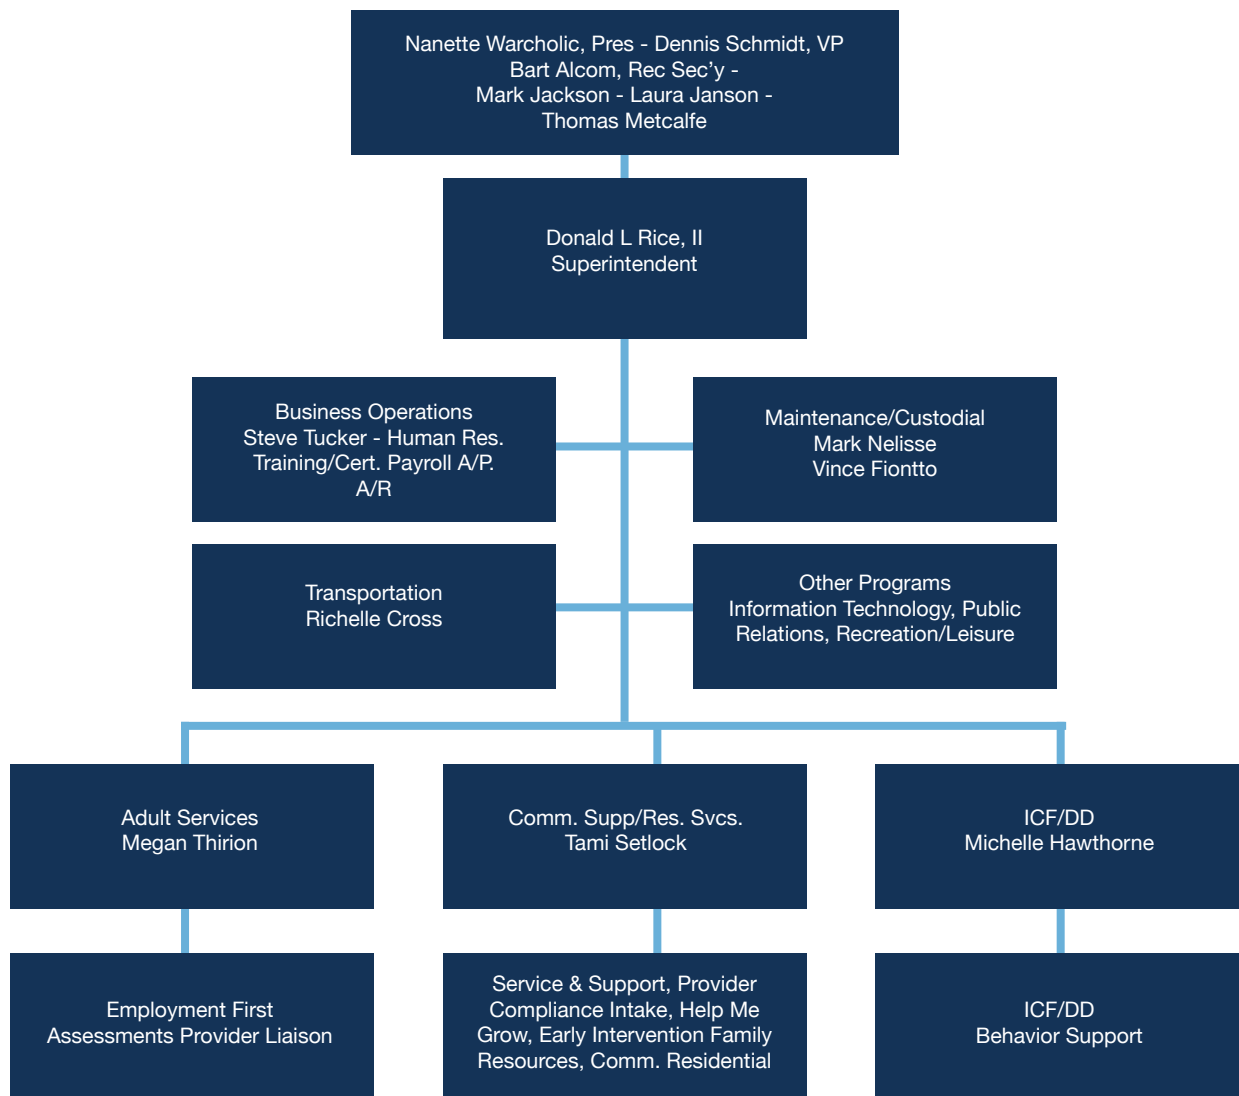 Nanette Warcholic, Pres - Dennis Schmidt, VP
Bart Alcom, Rec Sec’y -
Mark Jackson - Laura Janson -
Thomas Metcalfe
Donald L Rice, II
Superintendent
Business Operations
Steve Tucker - Human Res.
Training/Cert. Payroll A/P.
A/R
Maintenance/Custodial
Mark Nelisse
Vince Fiontto
Transportation
Richelle Cross
Other Programs
Information Technology, Public
Relations, Recreation/Leisure
Adult Services
Megan Thirion
Comm. Supp/Res. Svcs.
Tami Setlock
ICF/DD
Michelle Hawthorne
Employment First
Assessments Provider Liaison
Service & Support, Provider
Compliance Intake, Help Me
Grow, Early Intervention Family
Resources, Comm. Residential
ICF/DD
Behavior Support